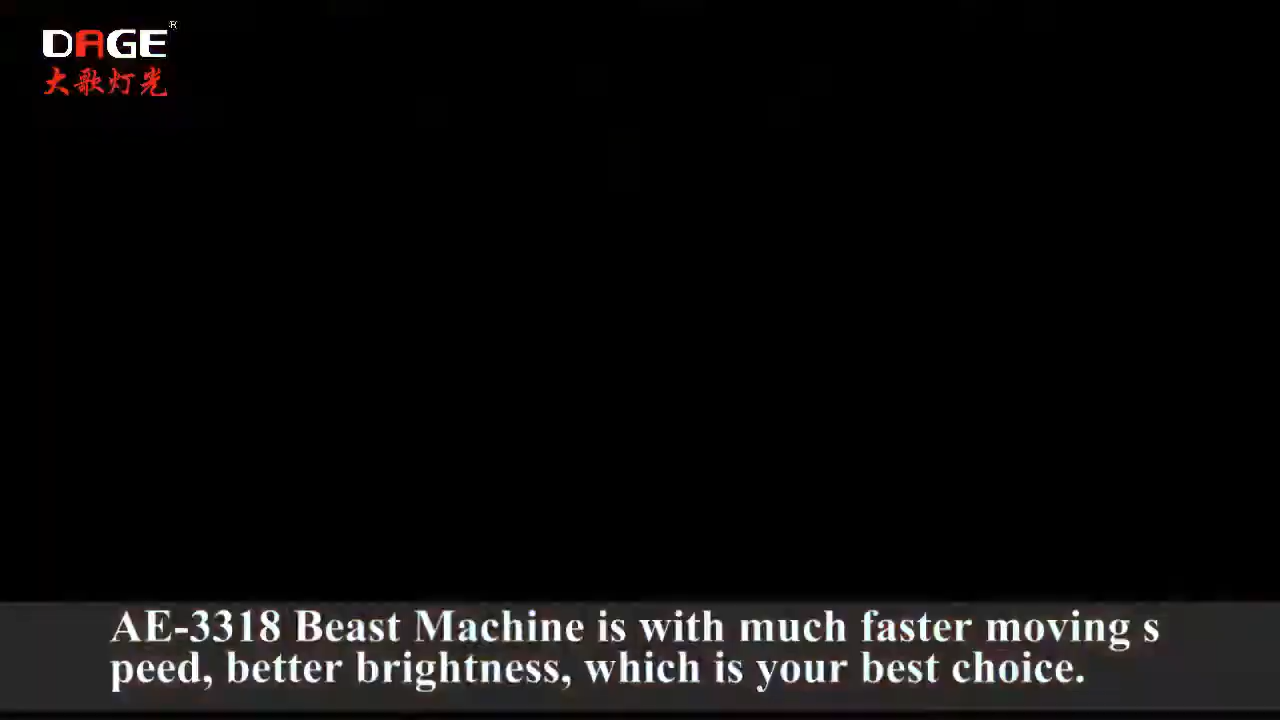 DAGE®
大歌灯光
AE-3318 Beast Machine is with much faster moving s
peed, better brightness, which is your best choice.